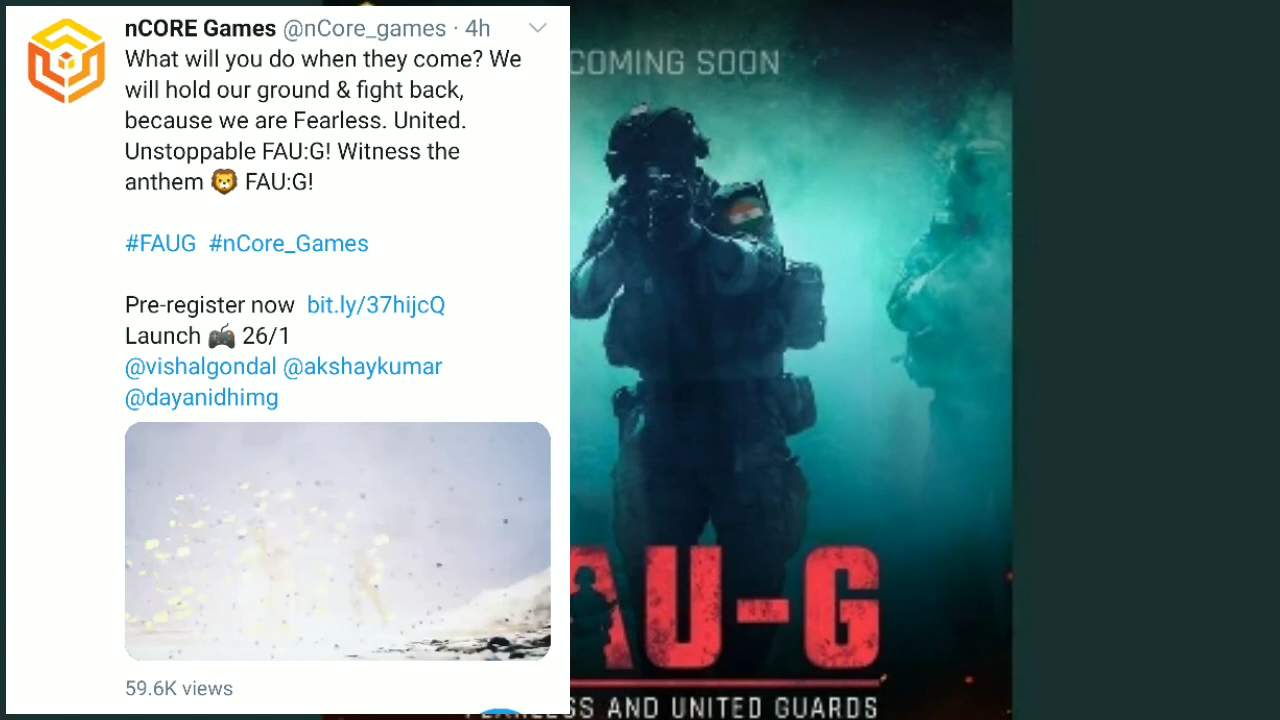 nCORE Games @nCore_games · 4h
What will you do when they come? We
will hold our ground & fight back,
because we are Fearless. United.
Unstoppable FAU:G! Witness the
anthem 🦁 FAU:G!
#FAUG #nCore_Games
Pre-register now bit.ly/37hijcQ
Launch 🎮 26/1
@vishalgondal @akshaykumar
@dayanidhimg
59.6K views
COMING SOON
AU-G
AND UNITED GUARDS